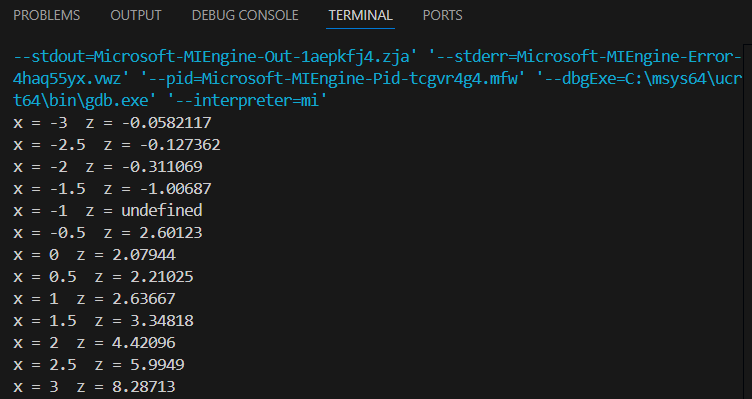 PROBLEMS OUTPUT DEBUG CONSOLE TERMINAL PORTS
--stdout=Microsoft-MIEngine-Out-1aepkfj4.zja' '--stderr=Microsoft-MIEngine-Error-
4haq55yx.vwz' '--pid=Microsoft-MIEngine-Pid-tcgvr4g4.mfw' '--dbgExe=C:\msys64\ucr
t64\bin\gdb.exe' '--interpreter=mi'
x = -3  z = -0.0582117
x = -2.5  z = -0.127362
x = -2  z = -0.311069
x = -1.5  z = -1.00687
x = -1  z = undefined
x = -0.5  z = 2.60123
x = 0  z = 2.07944
x = 0.5  z = 2.21025
x = 1  z = 2.63667
x = 1.5  z = 3.34818
x = 2  z = 4.42096
x = 2.5  z = 5.9949
x = 3  z = 8.28713